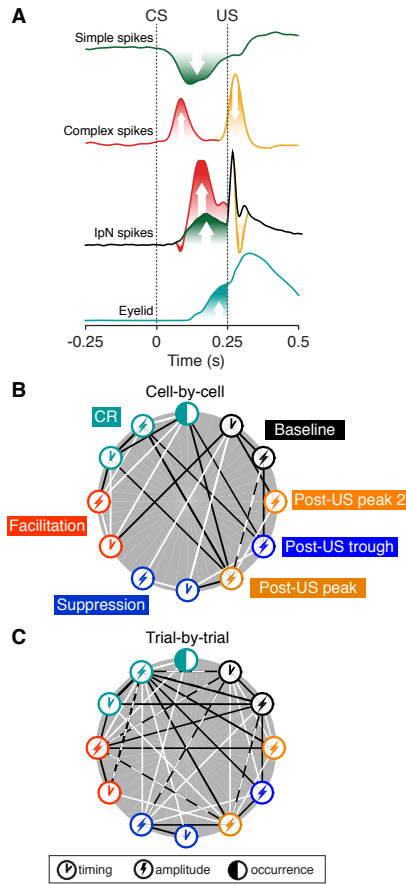 A
CS
US
Simple spikes
Complex spikes
IpN spikes
Eyelid
-0.25
0
0.25
0.5
Time (s)
B
Cell-by-cell
CR
Baseline
Post-US peak 2
Facilitation
Post-US trough
Post-US peak
Suppression
C
Trial-by-trial
timing
amplitude
occurrence